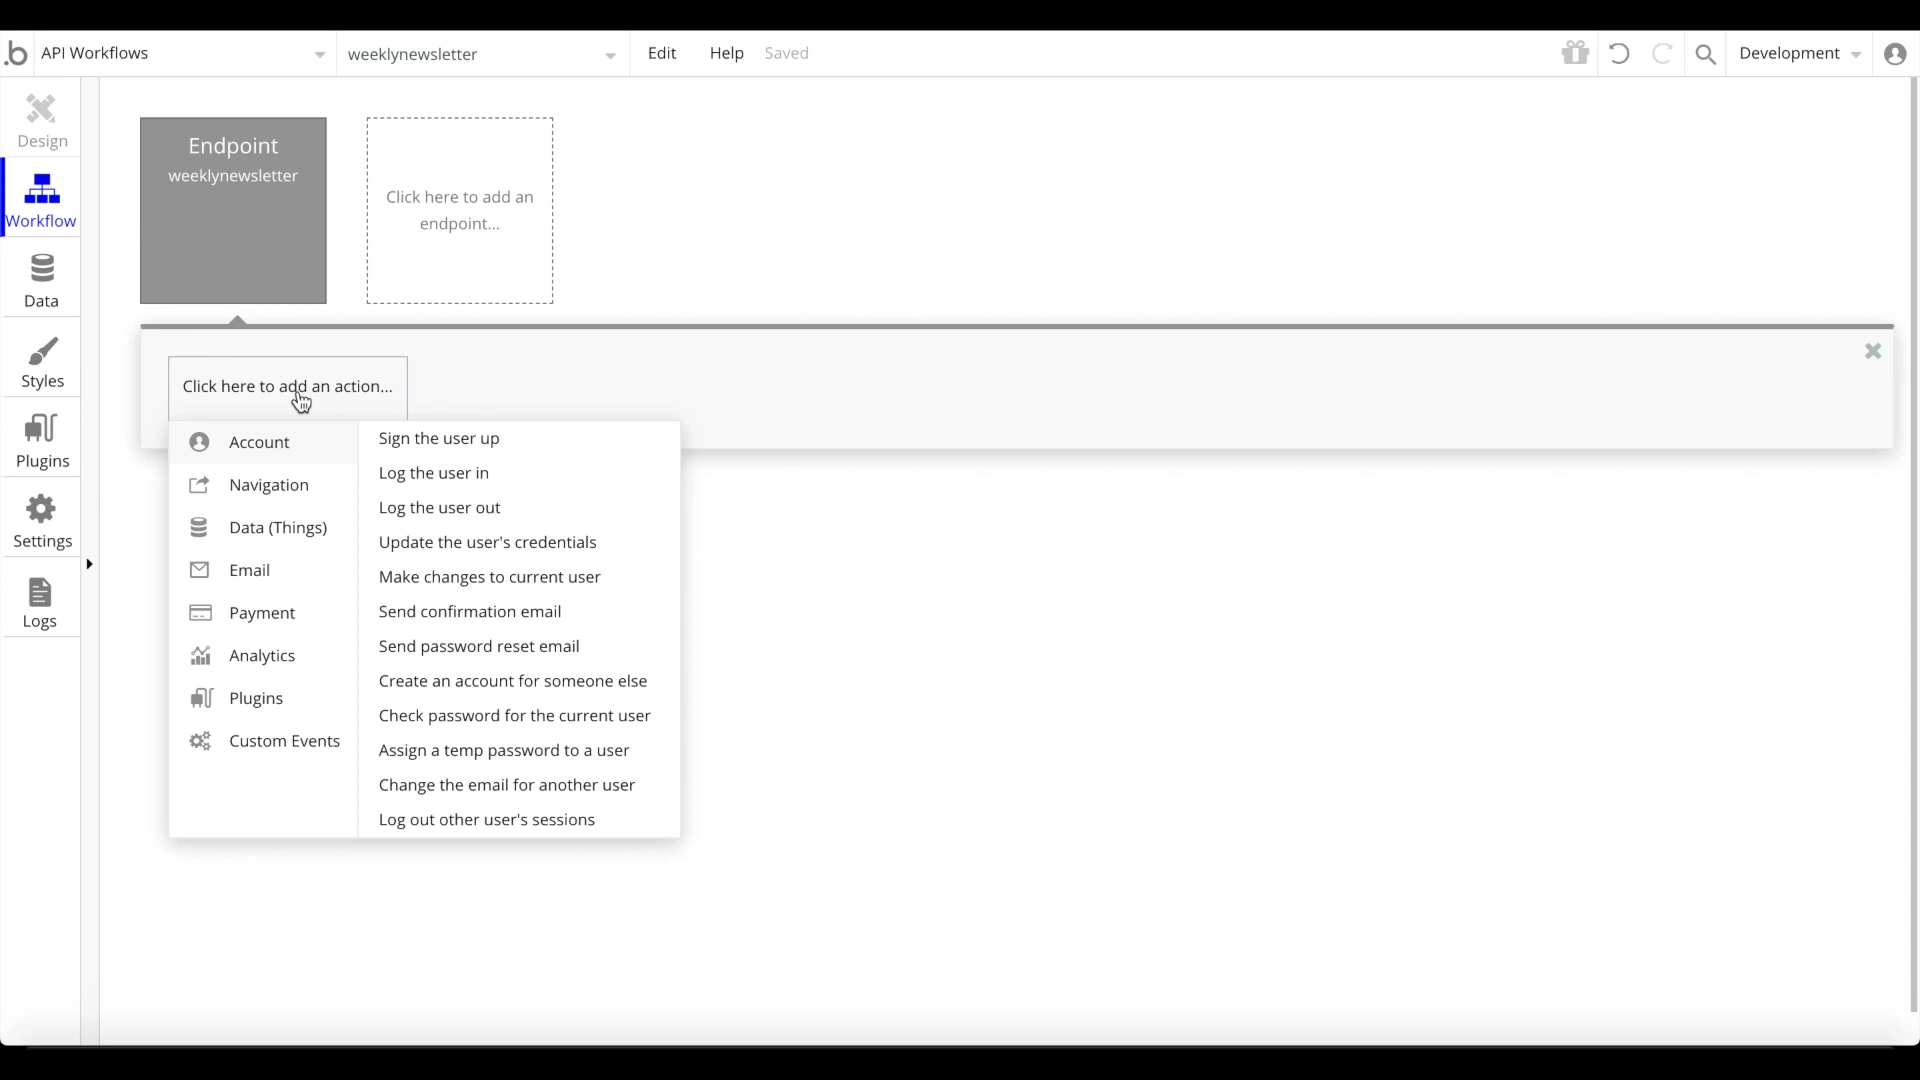 .b API Workflows weeklynewsletter Edit Help Saved Development
Design
Workflow
Data
Styles
Plugins
Settings
Logs
Endpoint
weeklynewsletter
Click here to add an
endpoint...
Click here to add an action...
Account
Navigation
Data (Things)
Email
Payment
Analytics
Plugins
Custom Events
Sign the user up
Log the user in
Log the user out
Update the user's credentials
Make changes to current user
Send confirmation email
Send password reset email
Create an account for someone else
Check password for the current user
Assign a temp password to a user
Change the email for another user
Log out other user's sessions